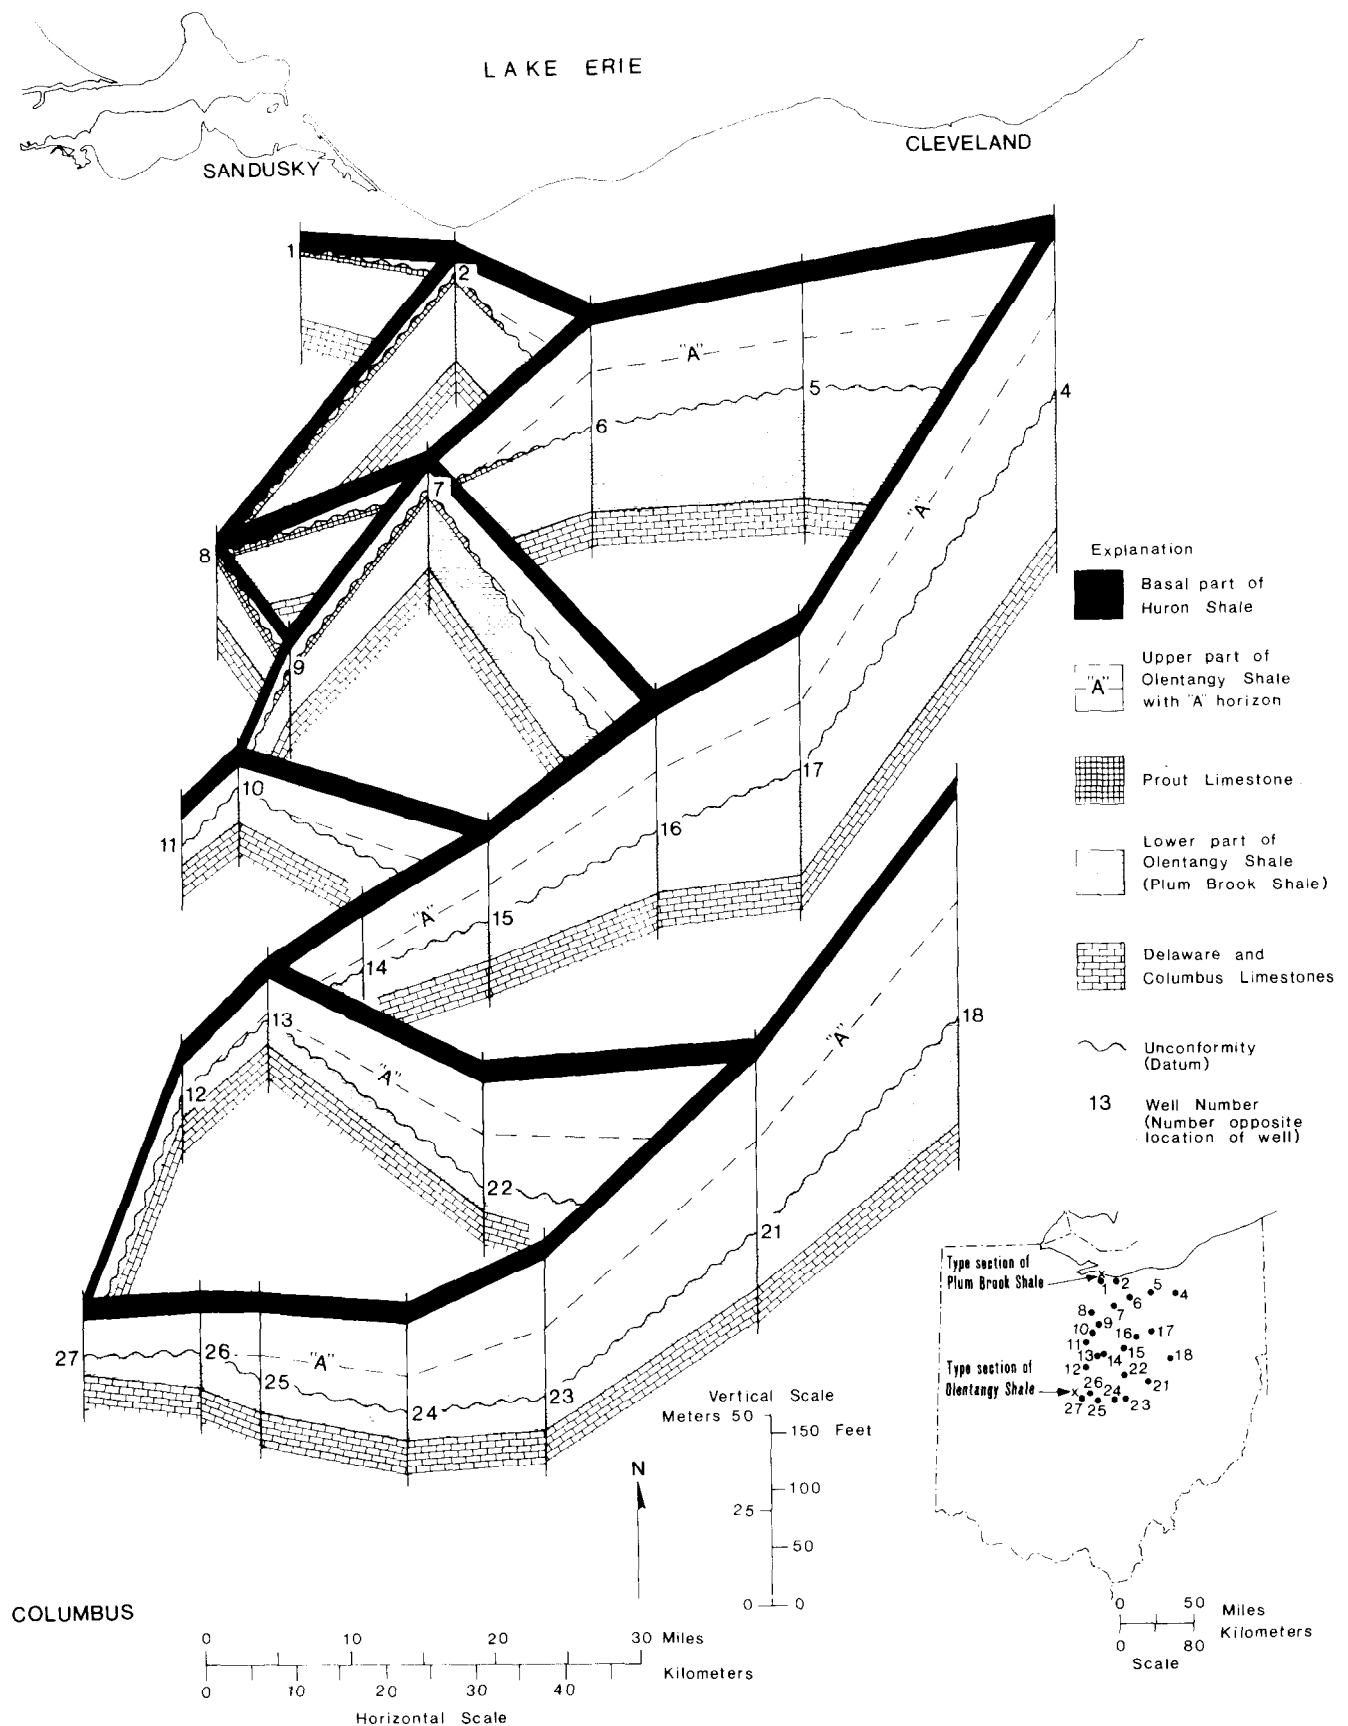 LAKE ERIE
CLEVELAND
SANDUSKY
1
2
"A"
5
4
6
7
"A"
8
9
10
11
17
16
"A"
15
14
13
"A"
12
18
"A"
22
21
27
26
"A"
25
24
23
Explanation
Basal part of
Huron Shale
"A"
Upper part of
Olentangy Shale
with "A" horizon
Prout Limestone
Lower part of
Olentangy Shale
(Plum Brook Shale)
Delaware and
Columbus Limestones
Unconformity
(Datum)
13
Well Number
(Number opposite
location of well)
Vertical Scale
Meters 50
150 Feet
100
25
50
0
0
N
COLUMBUS
0 10 20 30 Miles
Kilometers
0 10 20 30 40
Horizontal Scale
Type section of
Plum Brook Shale
x
1
2
5
4
6
7
8
9
10
16
17
11
15
13
14
18
12
22
Type section of
Olentangy Shale
x
26
24
21
27
25
23
0 50
Miles
Kilometers
0 80
Scale